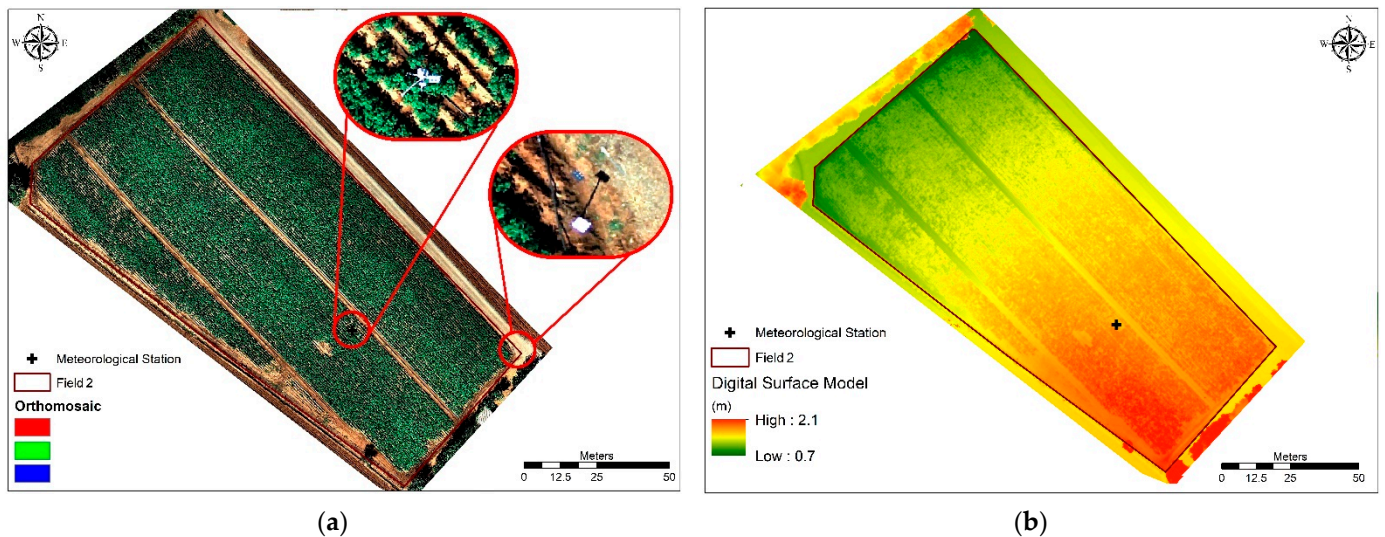 N
W E
S
Meteorological Station
Field 2
Orthomosaic
Meters
0 12.5 25 50
(a)
N
W E
S
Meteorological Station
Field 2
Digital Surface Model
(m)
High : 2.1
Low : 0.7
Meters
0 12.5 25 50
(b)